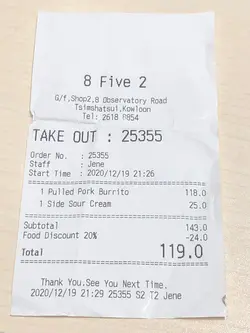 8 Five 2
G/f,Shop2,8 Observatory Road
Tsimshatsui,Kowloon
Tel: 2618 0854
TAKE OUT : 25355
Order No. : 25355
Staff : Jene
Start Time : 2020/12/19 21:26
1 Pulled Pork Burrito 118.0
1 Side Sour Cream 25.0
Subtotal 143.0
Food Discount 20% -24.0
Total 119.0
Thank You.See You Next Time.
2020/12/19 21:29 25355 S2 T2 Jene